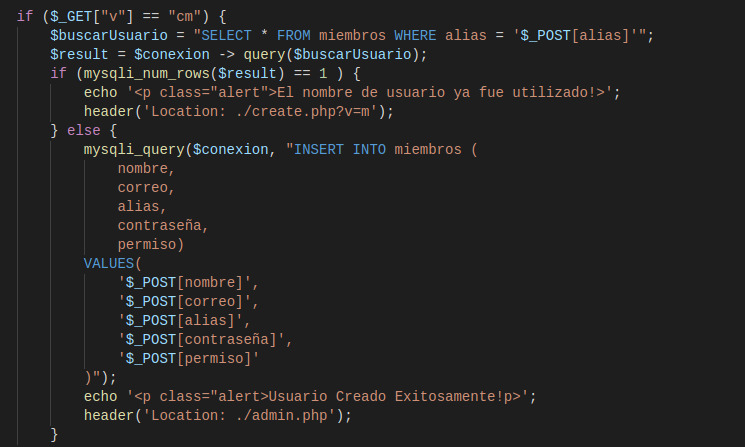 if ($_GET["v"] == "cm") {
$buscarUsuario = "SELECT * FROM miembros WHERE alias = '$_POST[alias]'";
$result = $conexion -> query($buscarUsuario);
if (mysqli_num_rows($result) == 1 ) {
echo '<p class="alert">El nombre de usuario ya fue utilizado!>';
header('Location: ./create.php?v=m');
} else {
mysqli_query($conexion, "INSERT INTO miembros (
nombre,
correo,
alias,
contraseña,
permiso)
VALUES(
'$_POST[nombre]',
'$_POST[correo]',
'$_POST[alias]',
'$_POST[contraseña]',
'$_POST[permiso]'
)");
echo '<p class="alert>Usuario Creado Exitosamente!p>';
header('Location: ./admin.php');
}